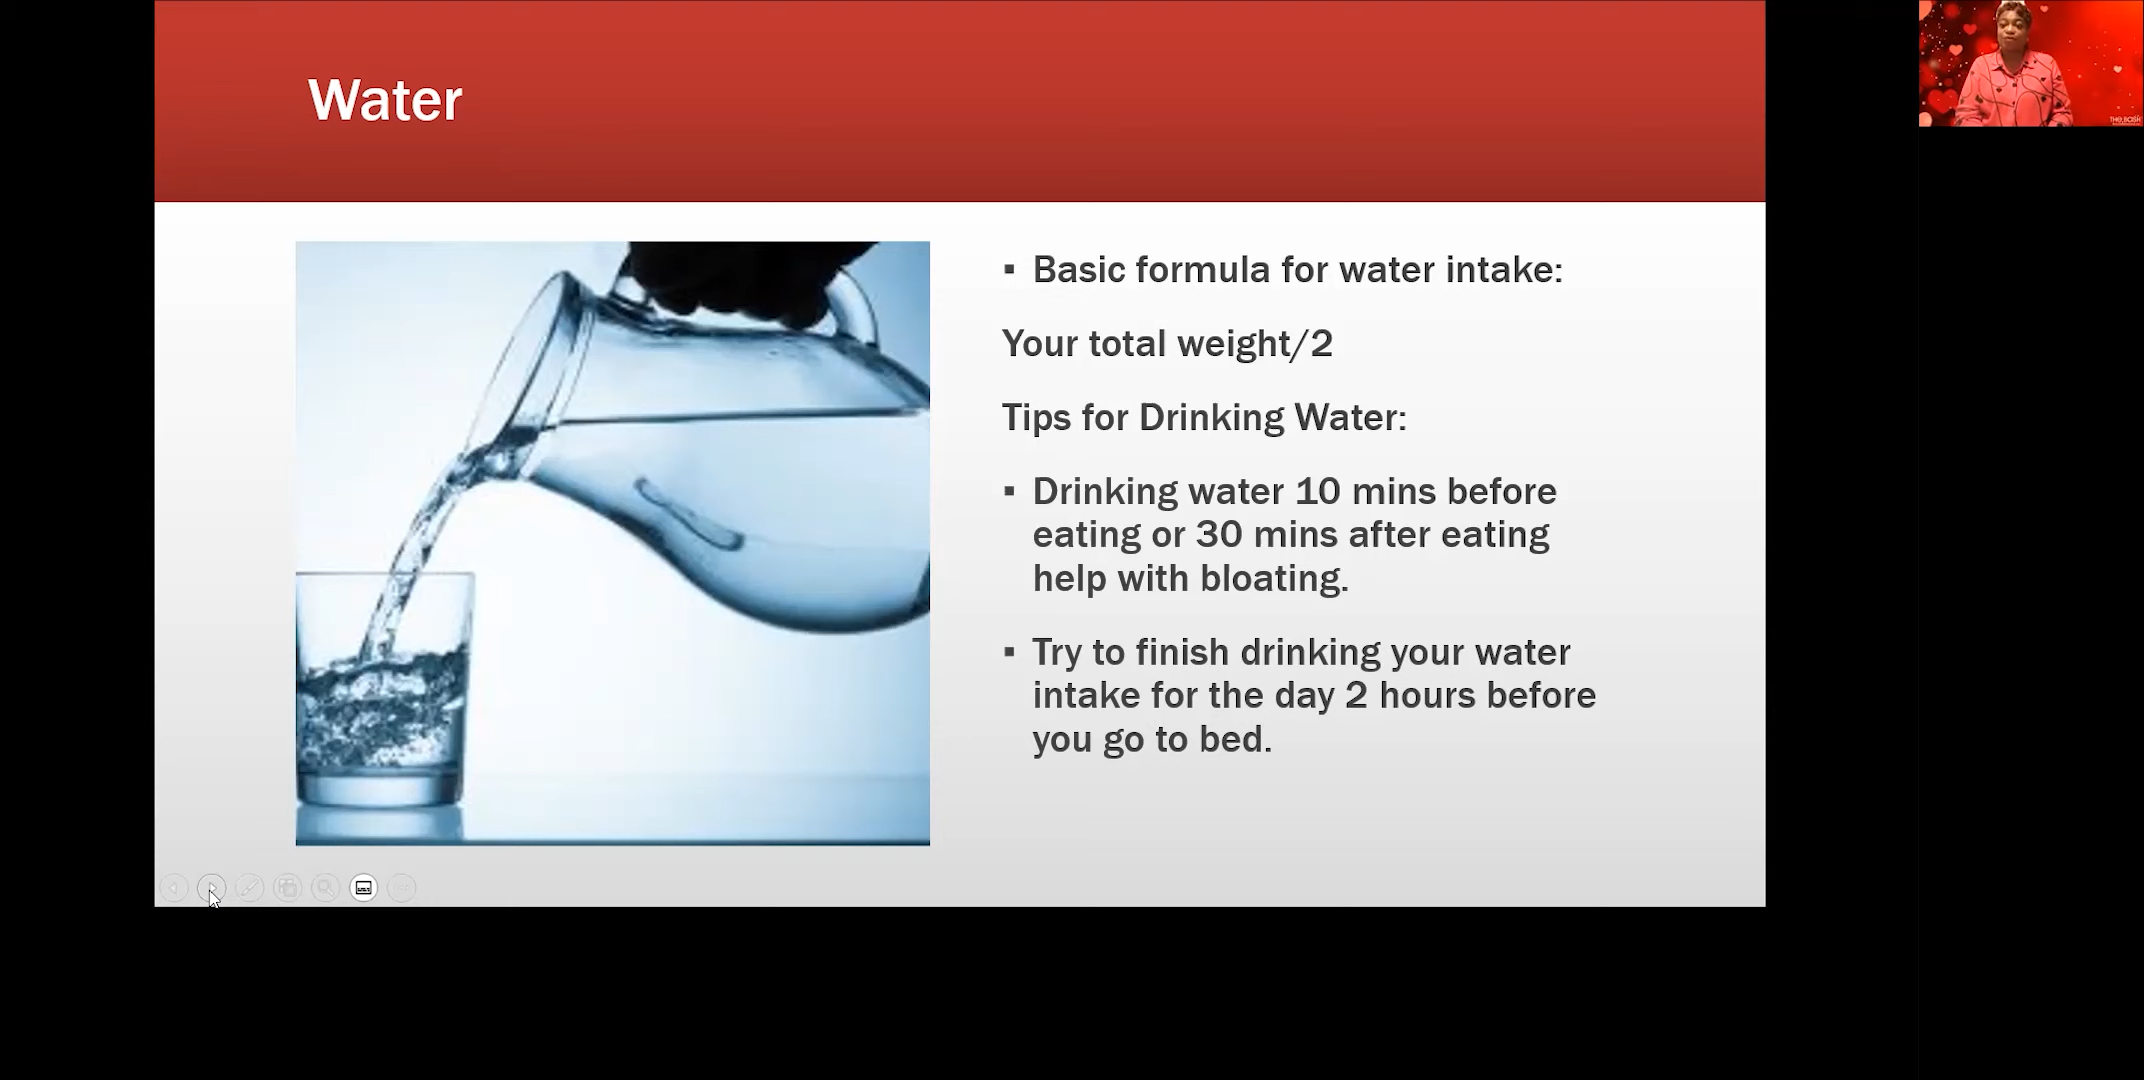 Water
▪ Basic formula for water intake:
Your total weight/2
Tips for Drinking Water:
▪ Drinking water 10 mins before
eating or 30 mins after eating
help with bloating.
▪ Try to finish drinking your water
intake for the day 2 hours before
you go to bed.